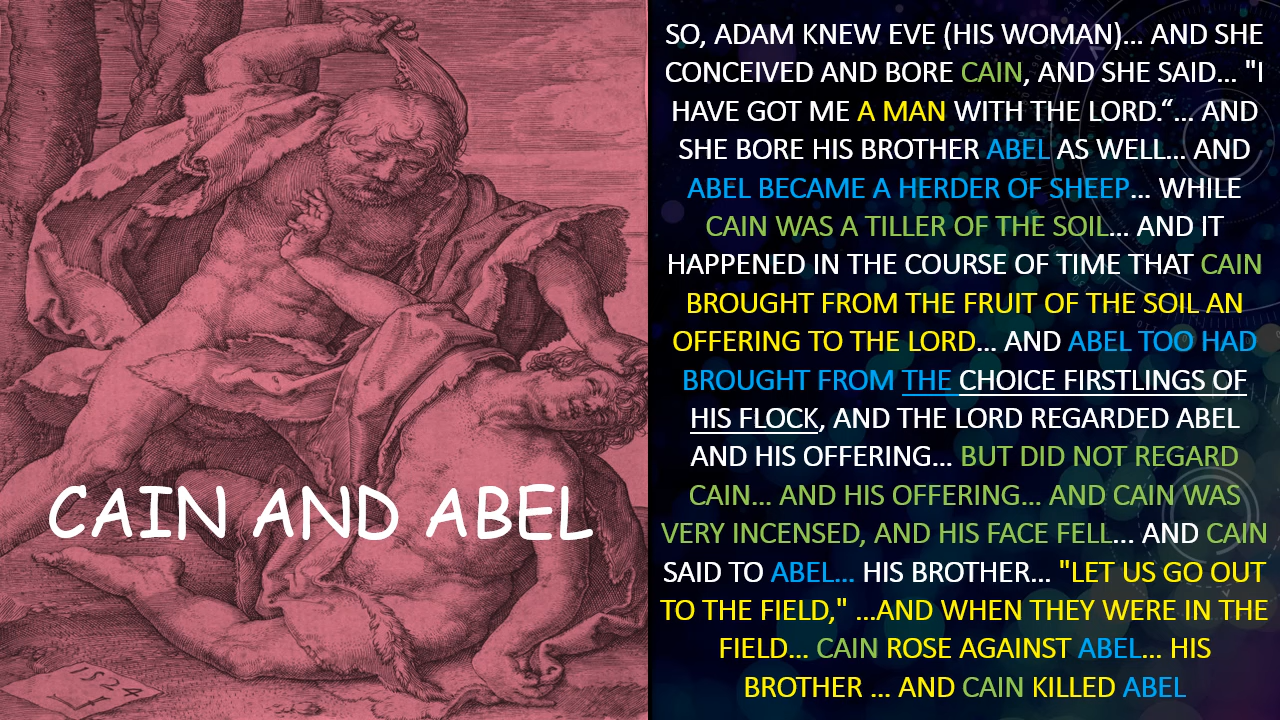 CAIN AND ABEL
1524
L
SO, ADAM KNEW EVE (HIS WOMAN)... AND SHE
CONCEIVED AND BORE CAIN, AND SHE SAID... "I
HAVE GOT ME A MAN WITH THE LORD.“... AND
SHE BORE HIS BROTHER ABEL AS WELL... AND
ABEL BECAME A HERDER OF SHEEP... WHILE
CAIN WAS A TILLER OF THE SOIL... AND IT
HAPPENED IN THE COURSE OF TIME THAT CAIN
BROUGHT FROM THE FRUIT OF THE SOIL AN
OFFERING TO THE LORD... AND ABEL TOO HAD
BROUGHT FROM THE CHOICE FIRSTLINGS OF
HIS FLOCK, AND THE LORD REGARDED ABEL
AND HIS OFFERING... BUT DID NOT REGARD
CAIN... AND HIS OFFERING... AND CAIN WAS
VERY INCENSED, AND HIS FACE FELL... AND CAIN
SAID TO ABEL... HIS BROTHER... "LET US GO OUT
TO THE FIELD," ...AND WHEN THEY WERE IN THE
FIELD... CAIN ROSE AGAINST ABEL... HIS
BROTHER ... AND CAIN KILLED ABEL